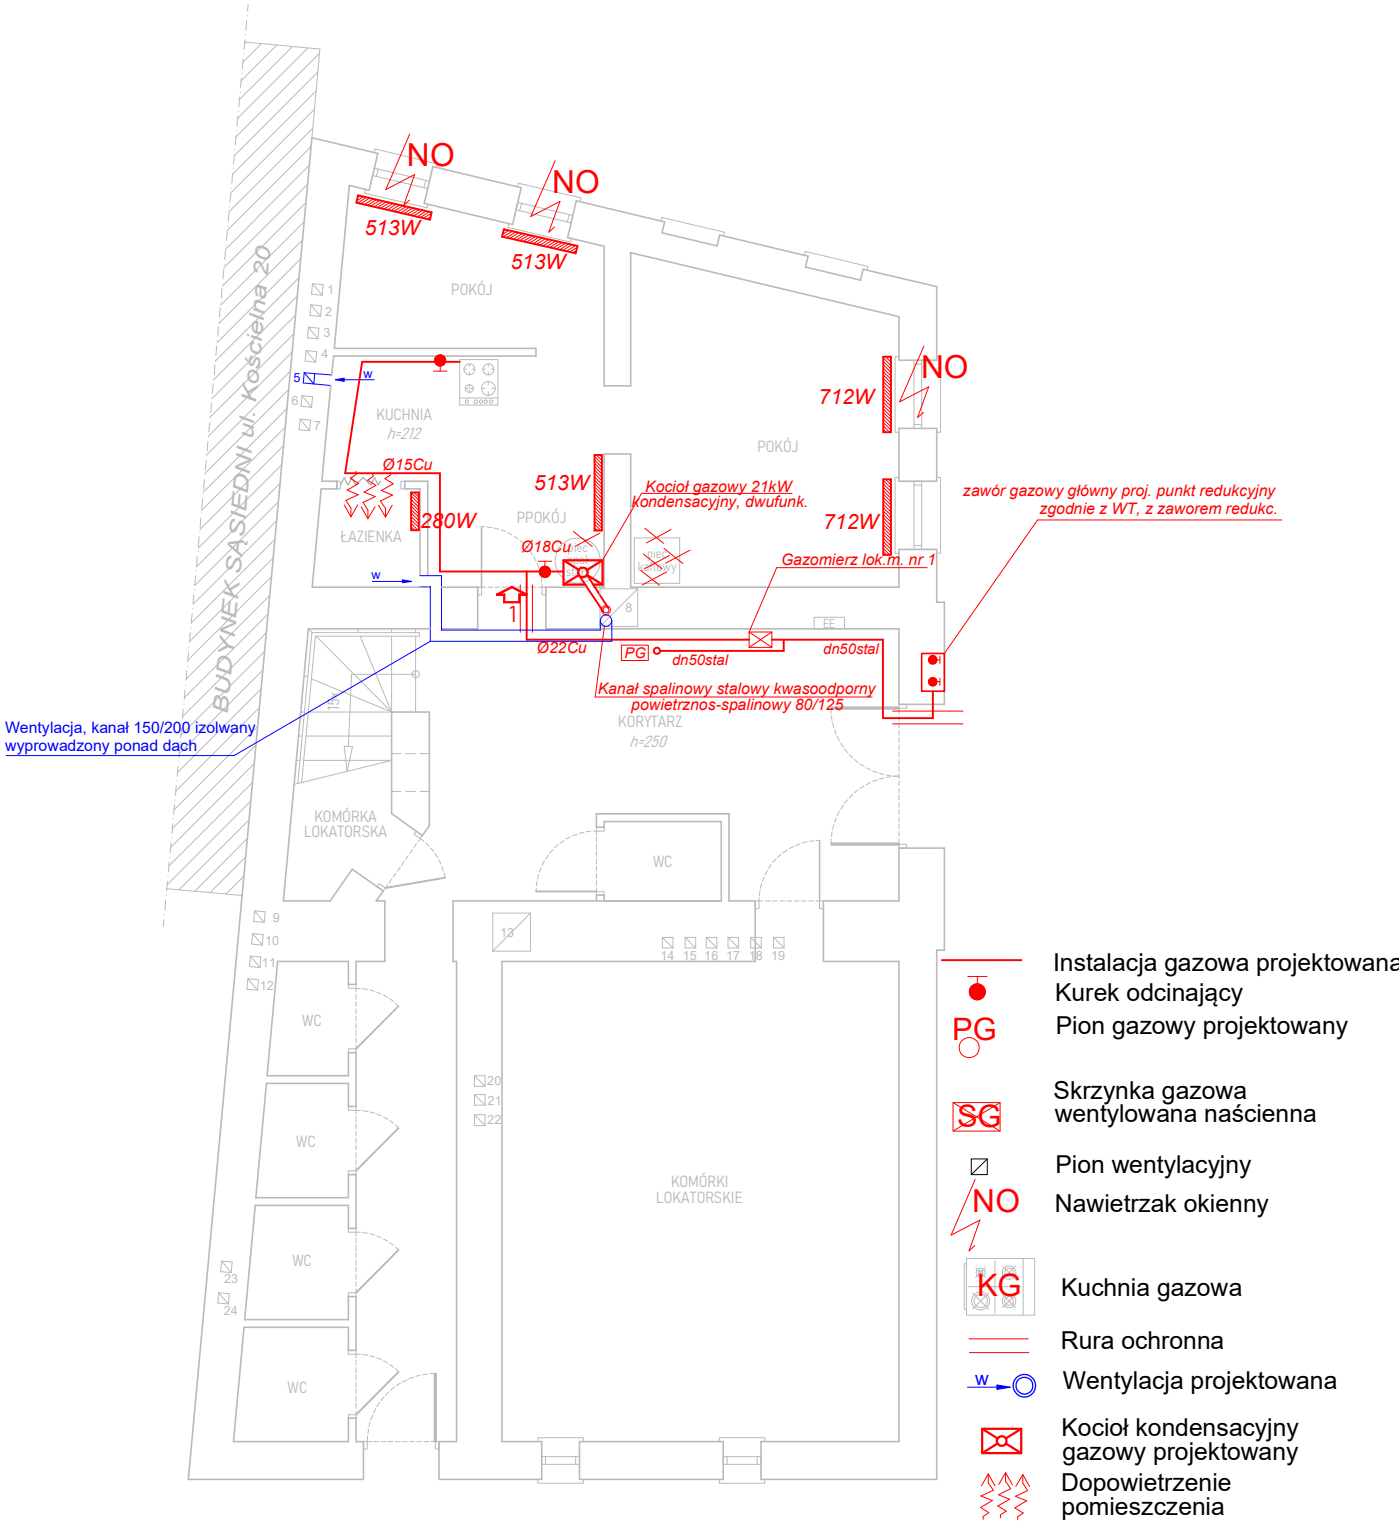 NO
NO
513W
513W
BUDYNEK SĄSIEDNI ul. Kościelna 20
1
2
3
4
5
6
7
w
POKÓJ
KUCHNIA
h=212
Ø15Cu
NO
712W
POKÓJ
513W
Kocioł gazowy 21kW
kondensacyjny, dwufunk.
zawór gazowy główny proj. punkt redukcyjny
zgodnie z WT, z zaworem redukc.
280W
PPOKÓJ
712W
ŁAZIENKA
Ø18Cu
piec
kaflowy
Gazomierz lok.m. nr 1
w
1
8
EE
Ø22Cu
PG
dn50stal
dn50stal
Kanał spalinowy stalowy kwasoodporny
powietrznos-spalinowy 80/125
KORYTARZ
h=250
Wentylacja, kanał 150/200 izolwany
wyprowadzony ponad dach
KOMÓRKA
LOKATORSKA
WC
9
10
11
12
13
14 15 16 17 18 19
WC
20
21
22
WC
KOMÓRKI
LOKATORSKIE
WC
23
24
WC
Instalacja gazowa projektowana
Kurek odcinający
PG
Pion gazowy projektowany
SG
Skrzynka gazowa
wentylowana naścienna
Pion wentylacyjny
NO
Nawietrzak okienny
KG
Kuchnia gazowa
Rura ochronna
w
Wentylacja projektowana
Kocioł kondensacyjny
gazowy projektowany
Dopowietrzenie
pomieszczenia